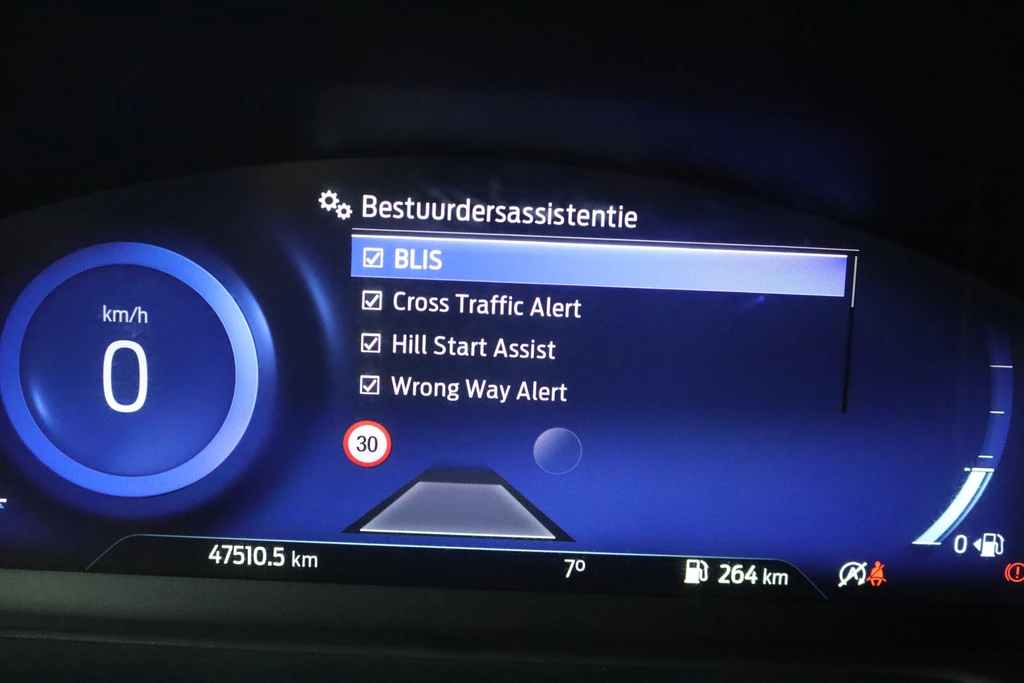 Bestuurdersassistentie
BLIS
Cross Traffic Alert
Hill Start Assist
Wrong Way Alert
km/h
0
30
0
47510.5 km
7º
264 km